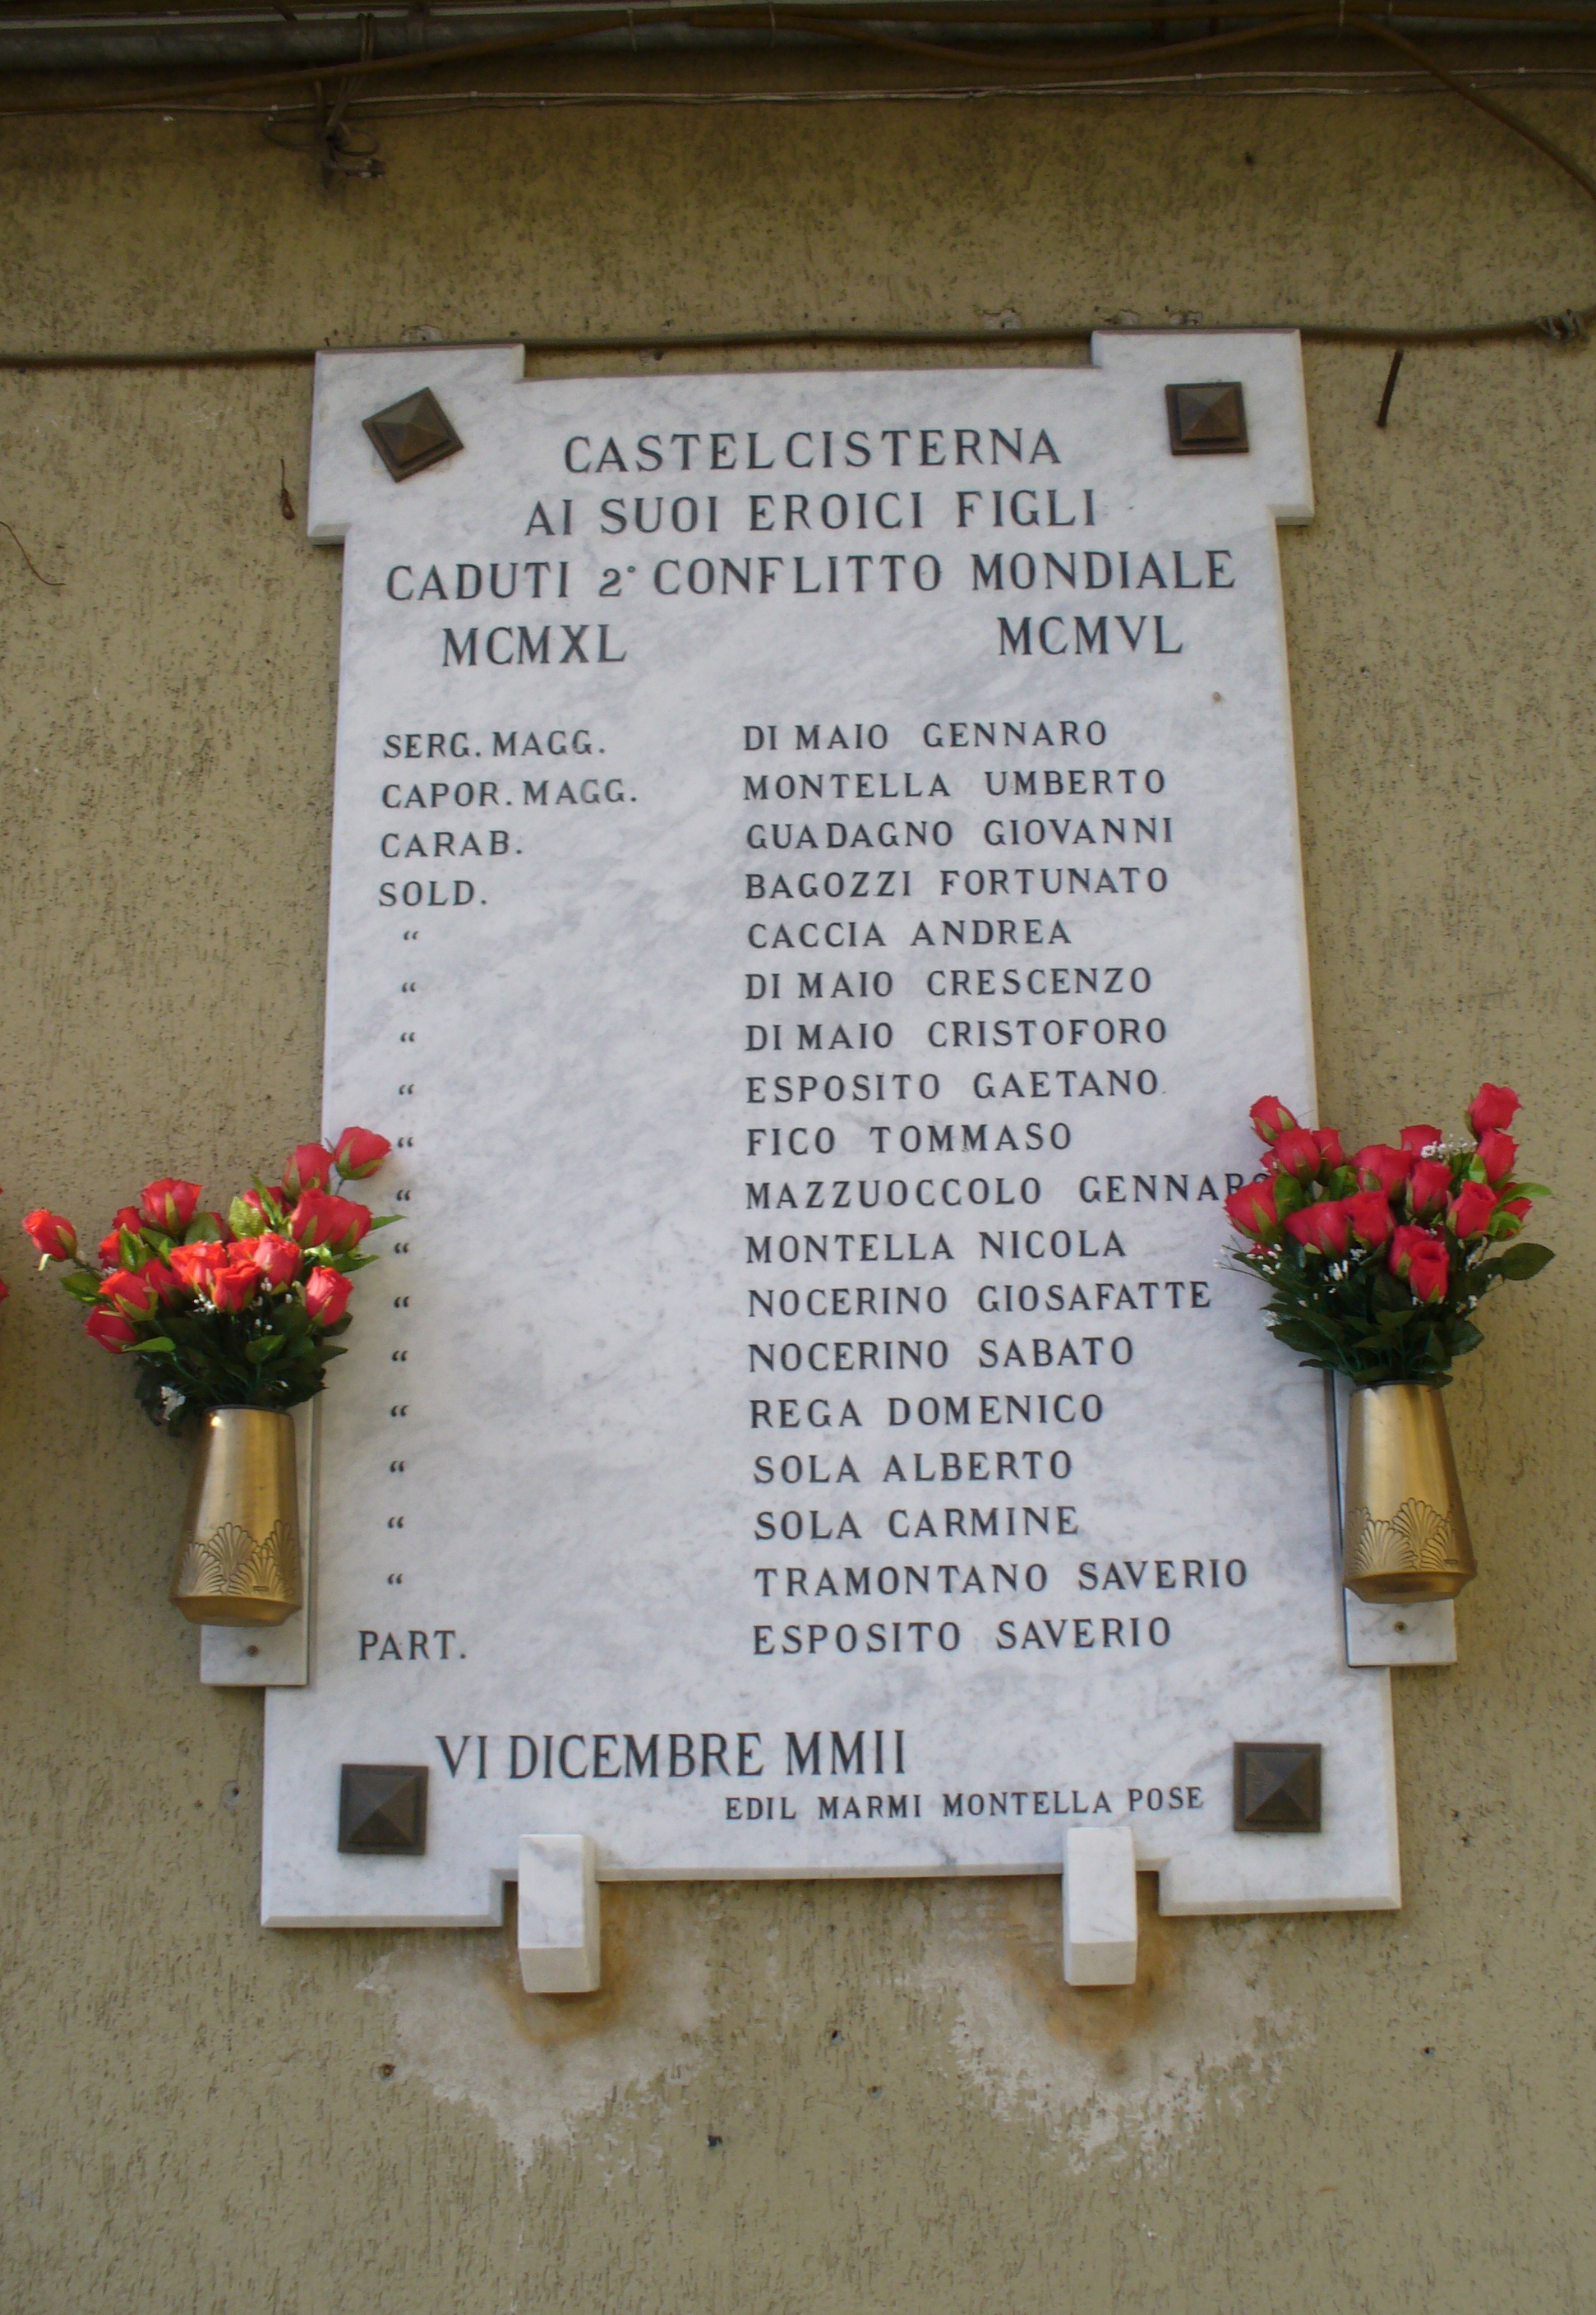 CASTELCISTERNA
AI SUOI EROICI FIGLI
CADUTI 2° CONFLITTO MONDIALE
MCMXL MCMVL
SERG. MAGG. DI MAIO GENNARO
CAPOR. MAGG. MONTELLA UMBERTO
CARAB. GUADAGNO GIOVANNI
SOLD. BAGOZZI FORTUNATO
“ CACCIA ANDREA
“ DI MAIO CRESCENZO
“ DI MAIO CRISTOFORO
“ ESPOSITO GAETANO
“ FICO TOMMASO
“ MAZZUOCCOLO GENNARO
“ MONTELLA NICOLA
“ NOCERINO GIOSAFATTE
“ NOCERINO SABATO
“ REGA DOMENICO
“ SOLA ALBERTO
“ SOLA CARMINE
“ TRAMONTANO SAVERIO
PART. ESPOSITO SAVERIO
VI DICEMBRE MMII
EDIL MARMI MONTELLA POSE